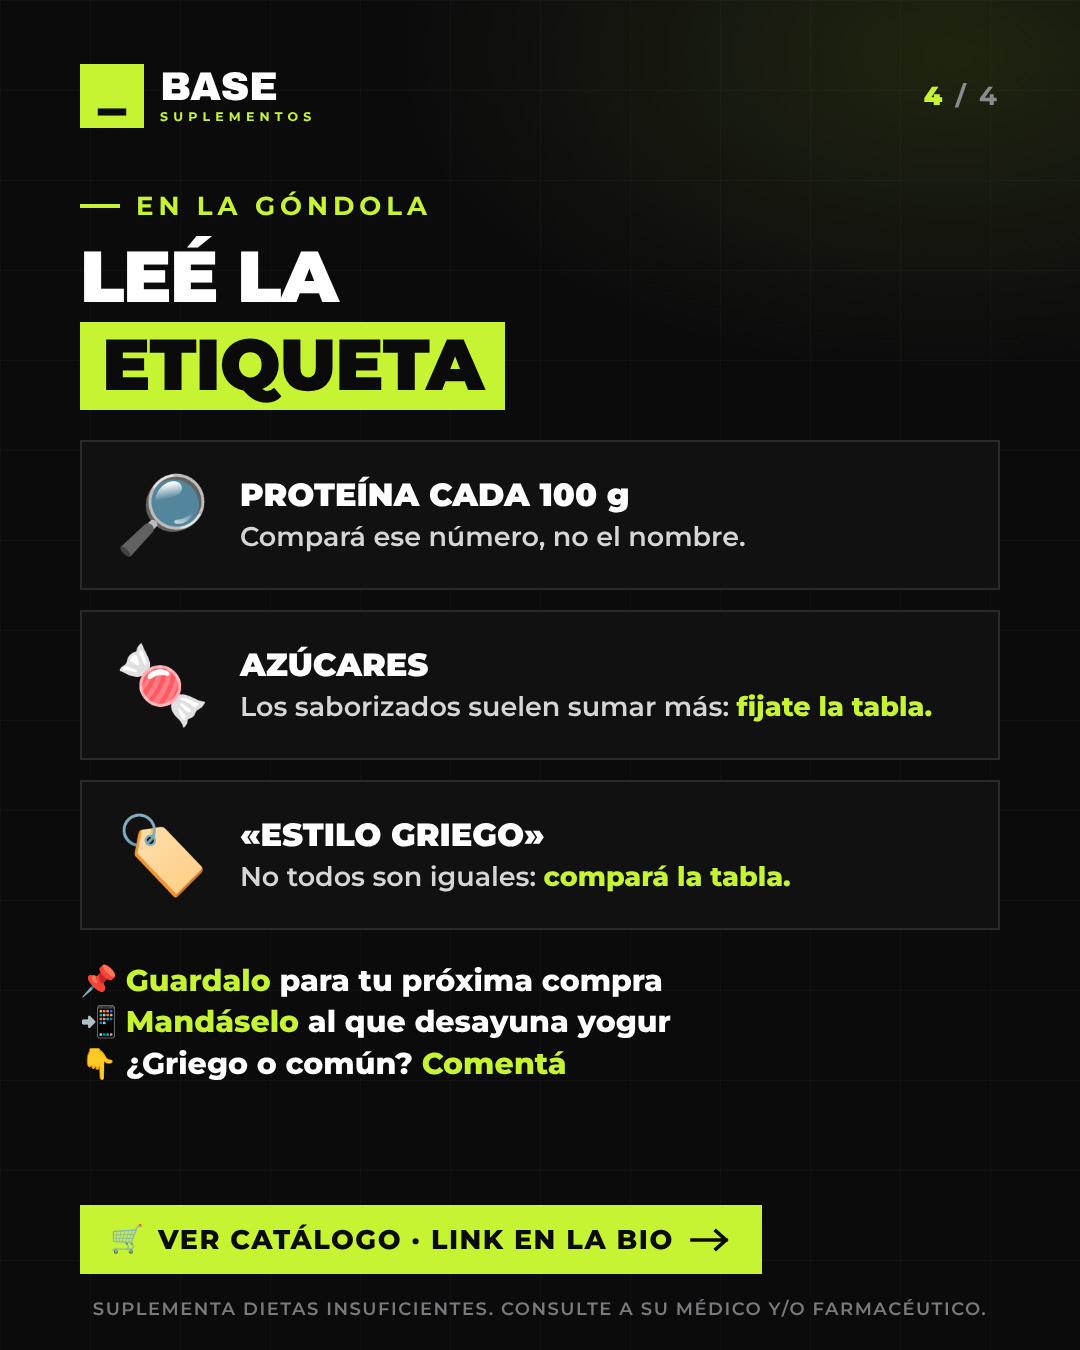 BASE
SUPLEMENTOS
4 / 4
EN LA GÓNDOLA
LEÉ LA
ETIQUETA
PROTEÍNA CADA 100 g
Compará ese número, no el nombre.
AZÚCARES
Los saborizados suelen sumar más: fijate la tabla.
«ESTILO GRIEGO»
No todos son iguales: compará la tabla.
📌 Guardalo para tu próxima compra
📲 Mandáselo al que desayuna yogur
👇 ¿Griego o común? Comentá
🛒 VER CATÁLOGO · LINK EN LA BIO →
SUPLEMENTA DIETAS INSUFICIENTES. CONSULTE A SU MÉDICO Y/O FARMACÉUTICO.